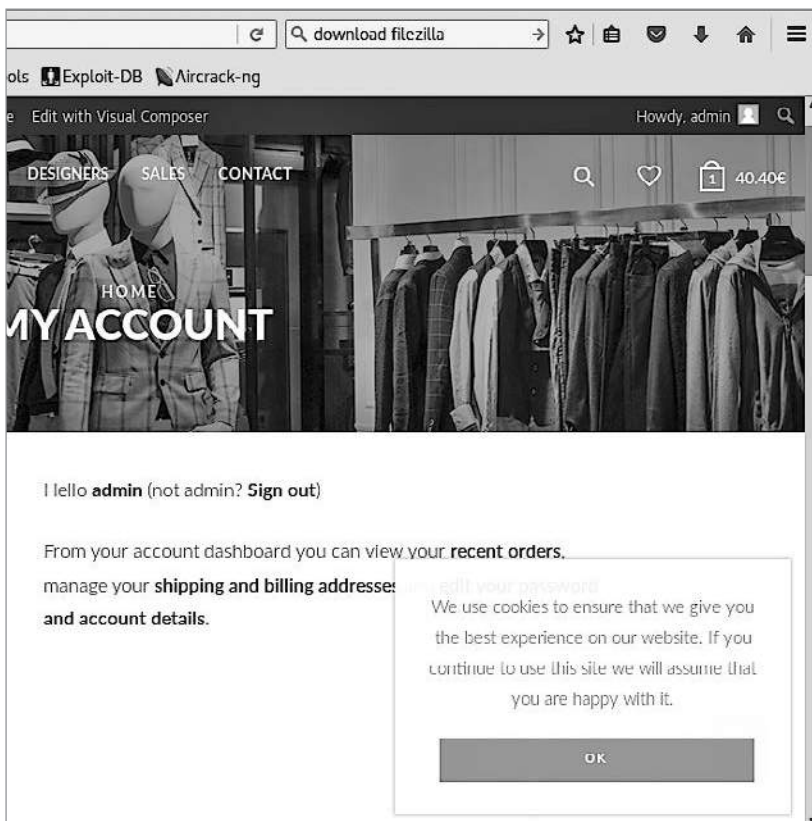 download filezilla
ols Exploit-DB Aircrack-ng
e Edit with Visual Composer Howdy, admin
DESIGNERS SALES CONTACT 1 40.40€
HOME
MY ACCOUNT
Hello admin (not admin? Sign out)
From your account dashboard you can view your recent orders,
manage your shipping and billing addresses edit your password
and account details.
We use cookies to ensure that we give you
the best experience on our website. If you
continue to use this site we will assume that
you are happy with it.
OK